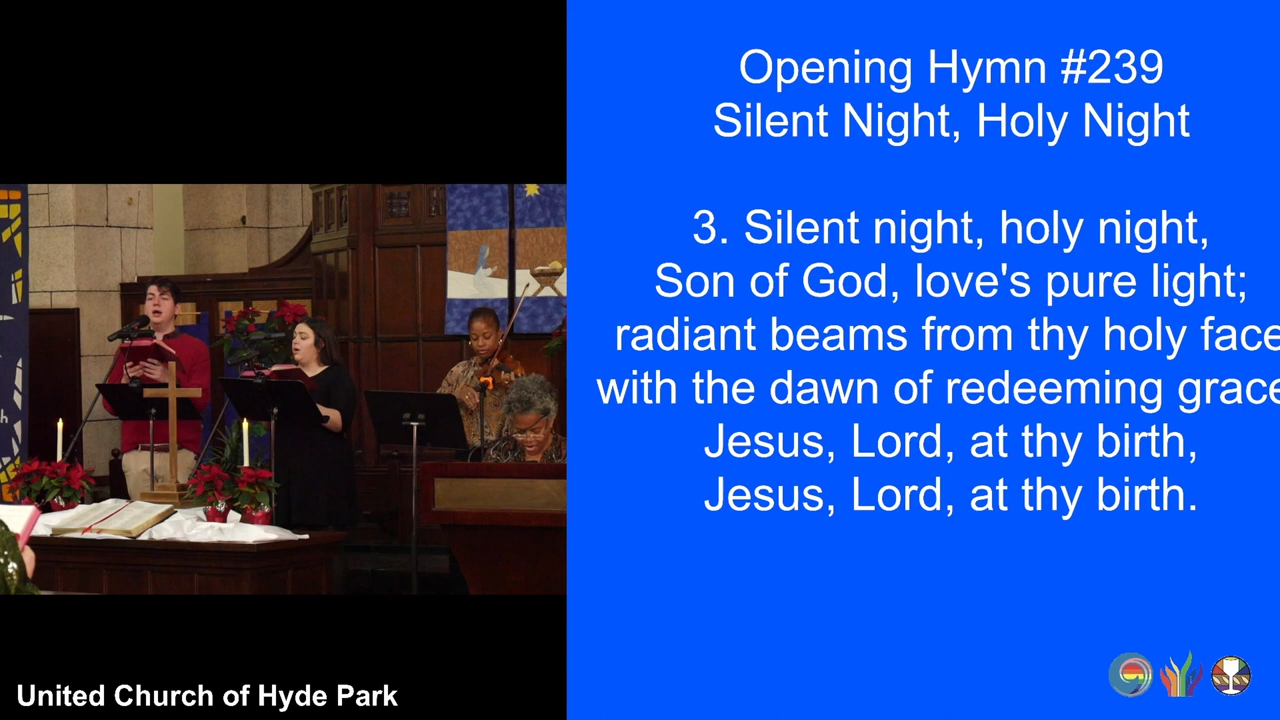 Opening Hymn #239
Silent Night, Holy Night
3. Silent night, holy night,
Son of God, love's pure light;
radiant beams from thy holy face
with the dawn of redeeming grace
Jesus, Lord, at thy birth,
Jesus, Lord, at thy birth.
United Church of Hyde Park